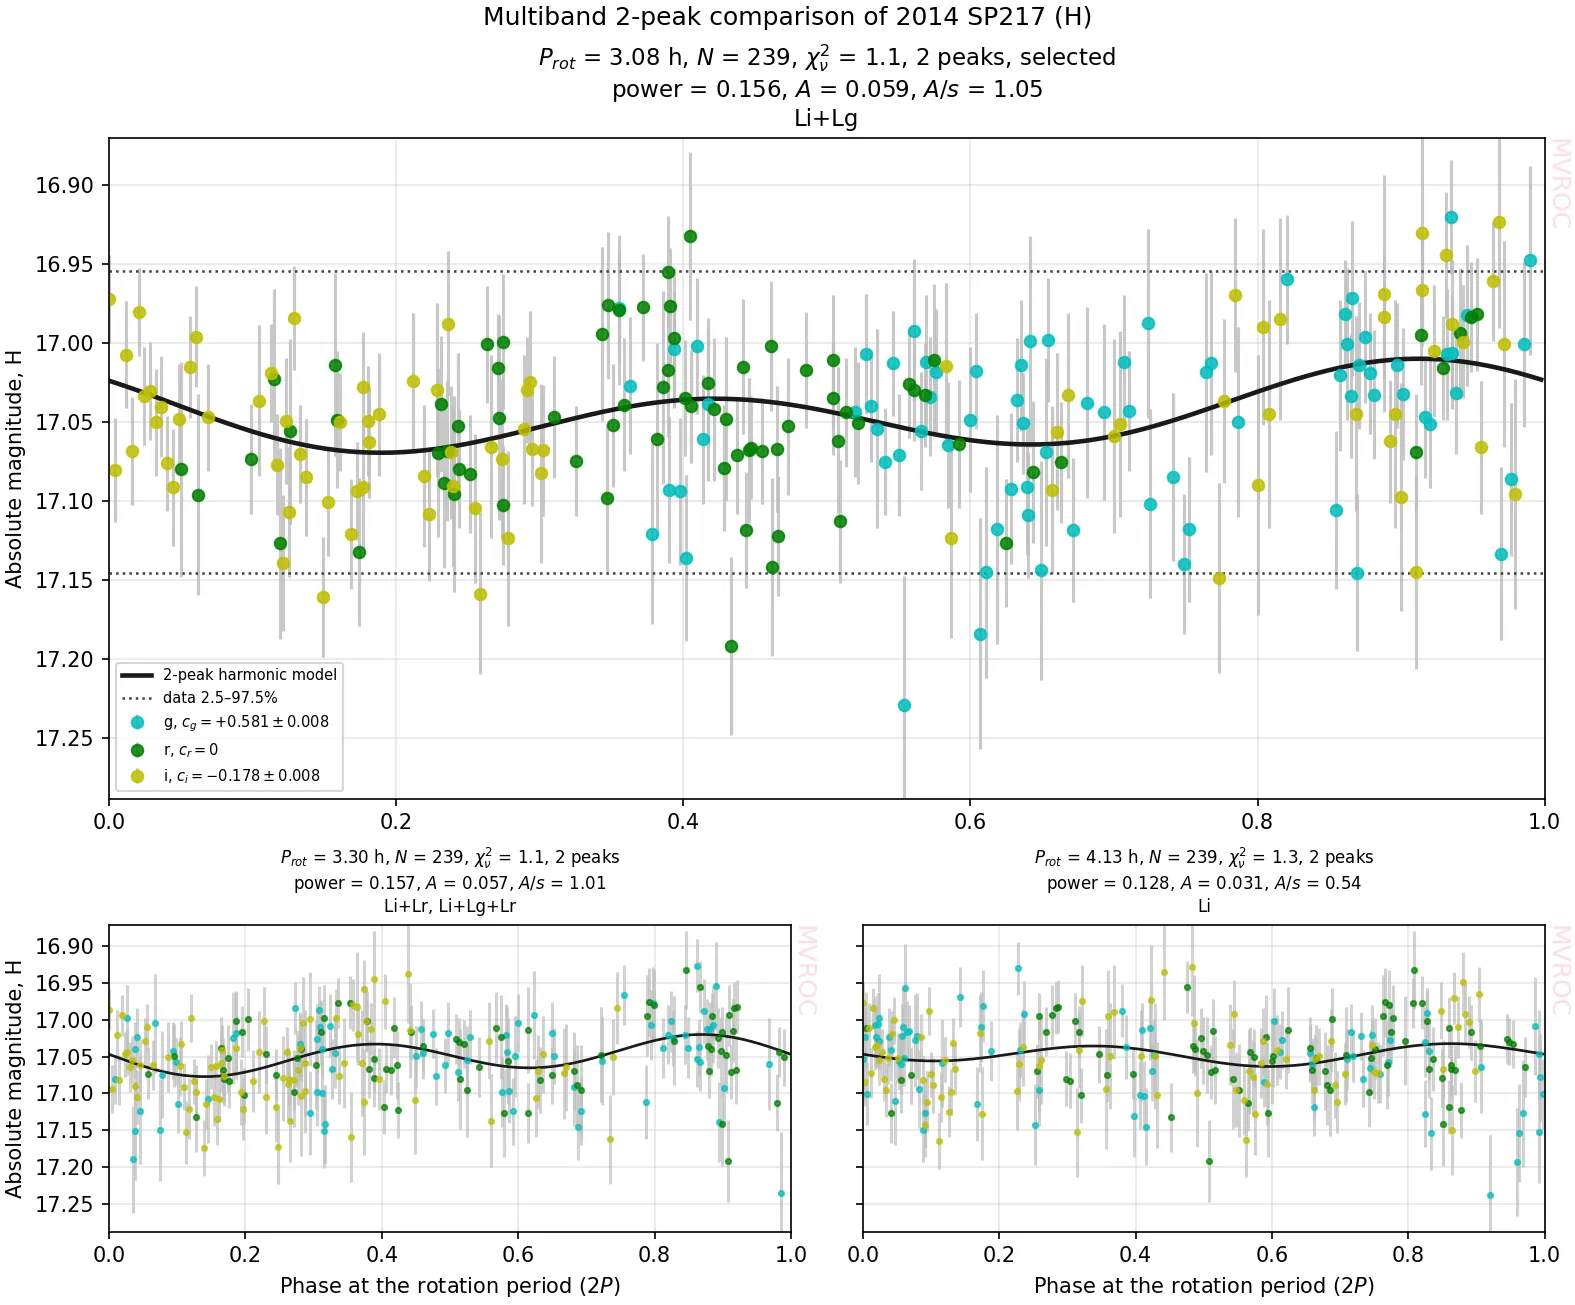 Multiband 2-peak comparison of 2014 SP217 (H)
P_rot = 3.08 h, N = 239, χ²_ν = 1.1, 2 peaks, selected
power = 0.156, A = 0.059, A/s = 1.05
Li+Lg
MVROC
Absolute magnitude, H
16.90
16.95
17.00
17.05
17.10
17.15
17.20
17.25
2-peak harmonic model
data 2.5–97.5%
g, c_g = +0.581 ± 0.008
r, c_r = 0
i, c_i = −0.178 ± 0.008
0.0 0.2 0.4 0.6 0.8 1.0
P_rot = 3.30 h, N = 239, χ²_ν = 1.1, 2 peaks
power = 0.157, A = 0.057, A/s = 1.01
Li+Lr, Li+Lg+Lr
MVROC
Absolute magnitude, H
16.90
16.95
17.00
17.05
17.10
17.15
17.20
17.25
0.0 0.2 0.4 0.6 0.8 1.0
Phase at the rotation period (2P)
P_rot = 4.13 h, N = 239, χ²_ν = 1.3, 2 peaks
power = 0.128, A = 0.031, A/s = 0.54
Li
MVROC
0.0 0.2 0.4 0.6 0.8 1.0
Phase at the rotation period (2P)